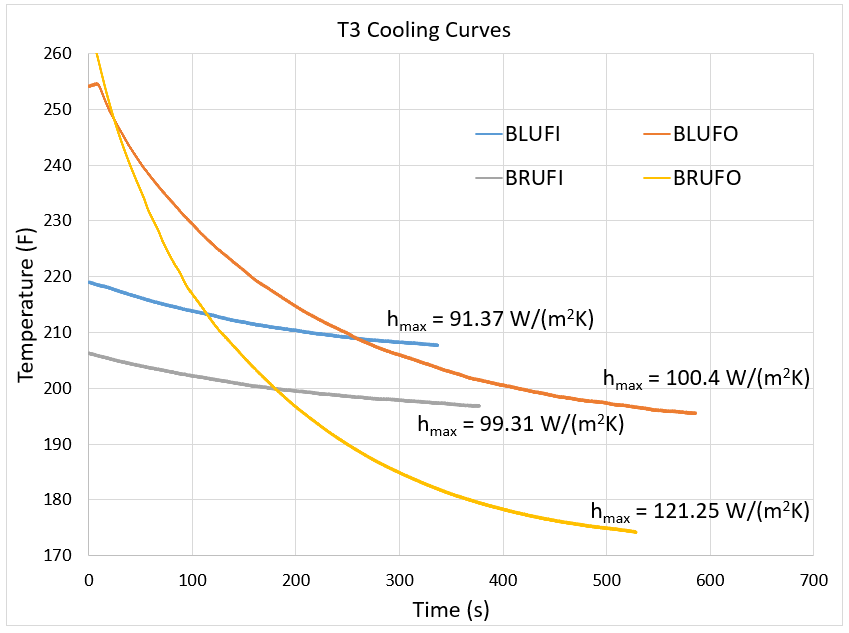 T3 Cooling Curves
260
250
240
230
220
210
200
190
180
170
Temperature (F)
BLUFI
BLUFO
BRUFI
BRUFO
hmax = 91.37 W/(m²K)
hmax = 100.4 W/(m²K)
hmax = 99.31 W/(m²K)
hmax = 121.25 W/(m²K)
0 100 200 300 400 500 600 700
Time (s)